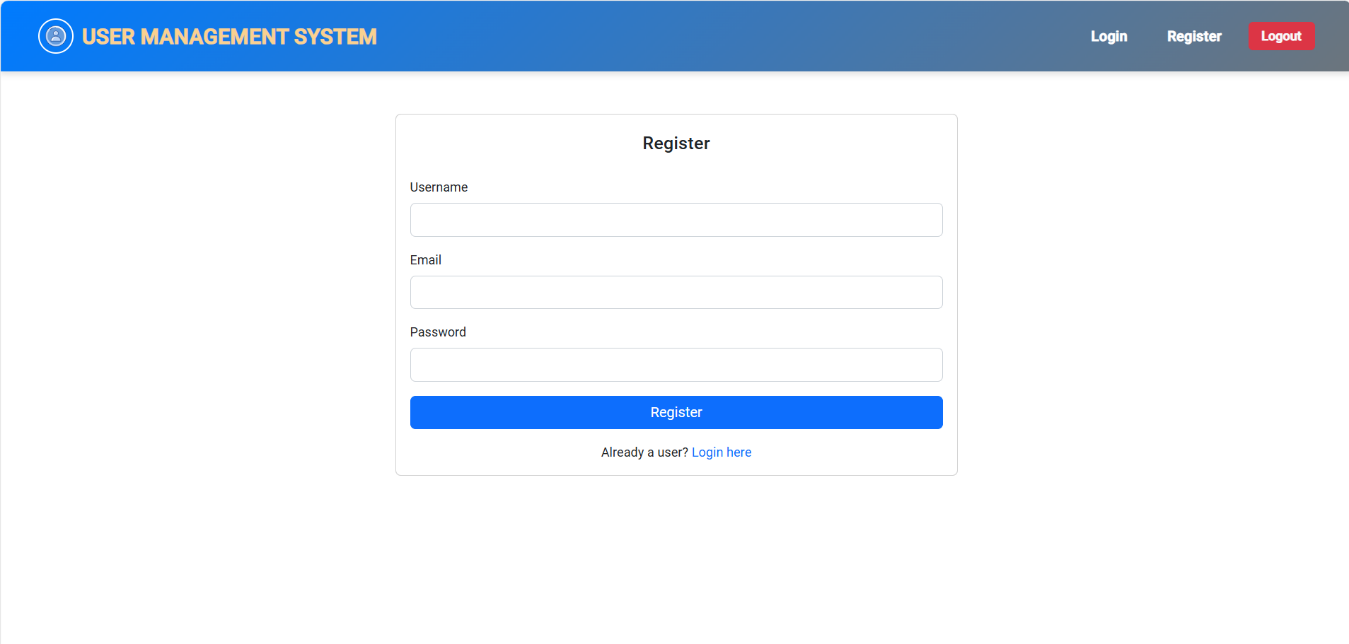 USER MANAGEMENT SYSTEM
Login
Register
Logout
Register
Username
Email
Password
Register
Already a user? Login here